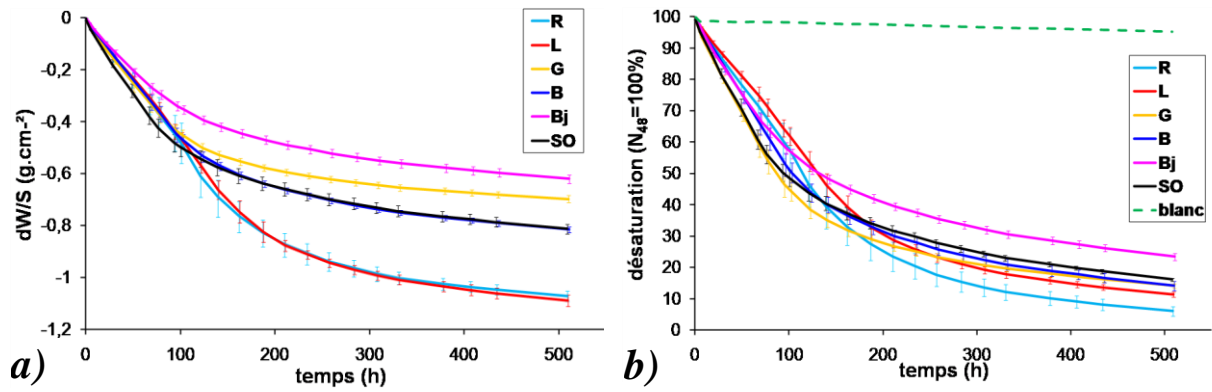 0
-0,2
-0,4
-0,6
-0,8
-1
-1,2
dW/S (g.cm-²)
0
100
200
300
400
500
temps (h)
R
L
G
B
Bj
SO
a)
100
90
80
70
60
50
40
30
20
10
0
désaturation (N48=100%)
0
100
200
300
400
500
temps (h)
R
L
G
B
Bj
SO
blanc
b)